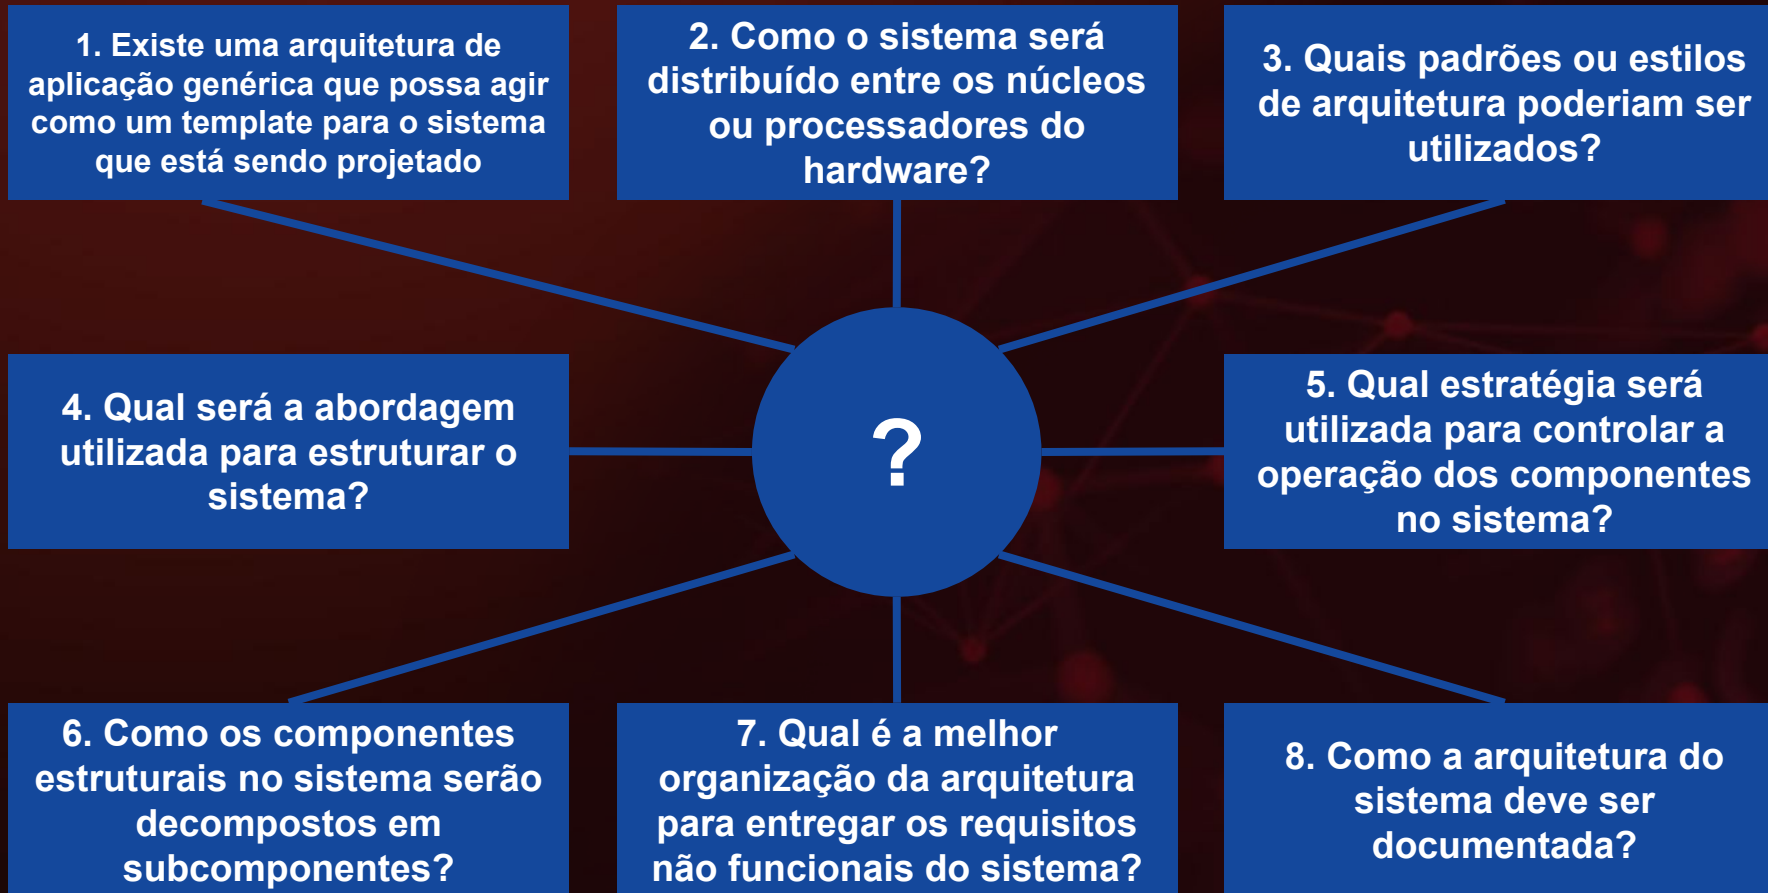 1. Existe uma arquitetura de
aplicação genérica que possa agir
como um template para o sistema
que está sendo projetado
2. Como o sistema será
distribuído entre os núcleos
ou processadores do
hardware?
3. Quais padrões ou estilos
de arquitetura poderiam ser
utilizados?
4. Qual será a abordagem
utilizada para estruturar o
sistema?
?
5. Qual estratégia será
utilizada para controlar a
operação dos componentes
no sistema?
6. Como os componentes
estruturais no sistema serão
decompostos em
subcomponentes?
7. Qual é a melhor
organização da arquitetura
para entregar os requisitos
não funcionais do sistema?
8. Como a arquitetura do
sistema deve ser
documentada?